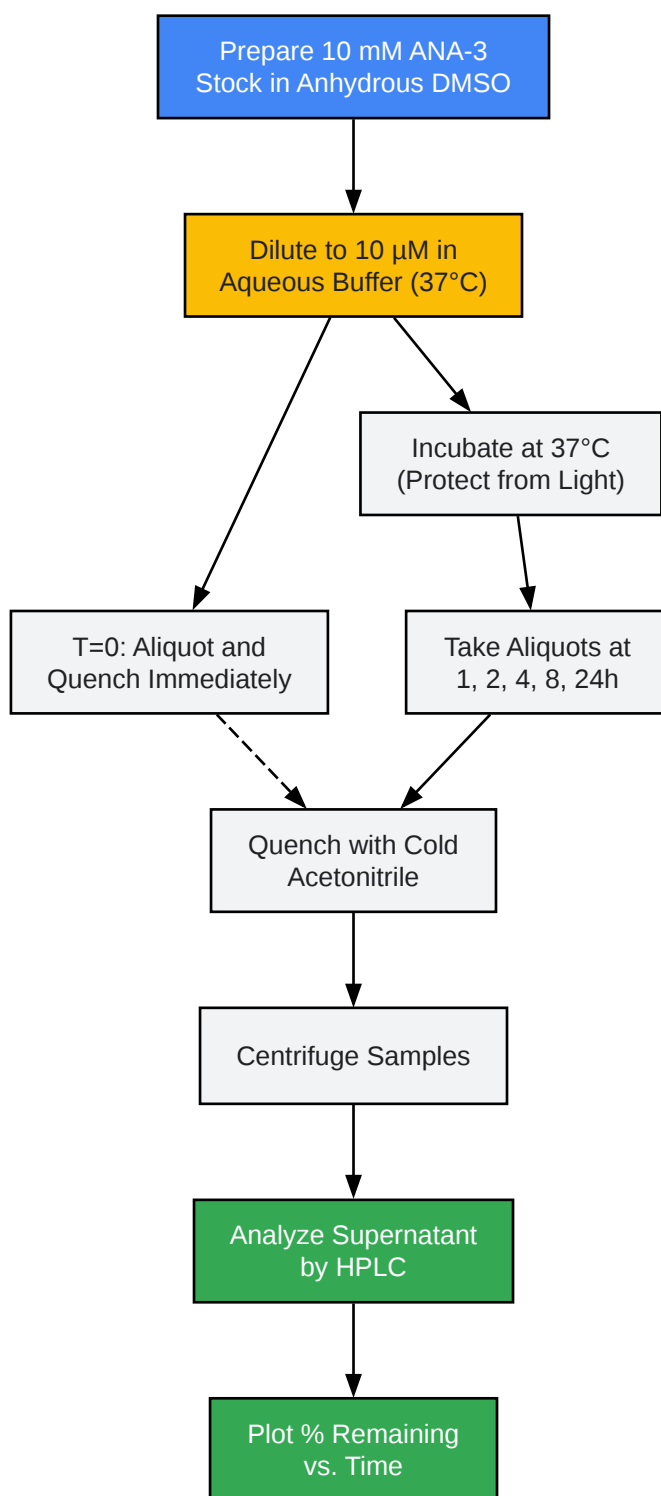 Prepare 10 mM ANA-3
Stock in Anhydrous DMSO
Dilute to 10 µM in
Aqueous Buffer (37°C)
Incubate at 37°C
(Protect from Light)
T=0: Aliquot and
Quench Immediately
Take Aliquots at
1, 2, 4, 8, 24h
Quench with Cold
Acetonitrile
Centrifuge Samples
Analyze Supernatant
by HPLC
Plot % Remaining
vs. Time